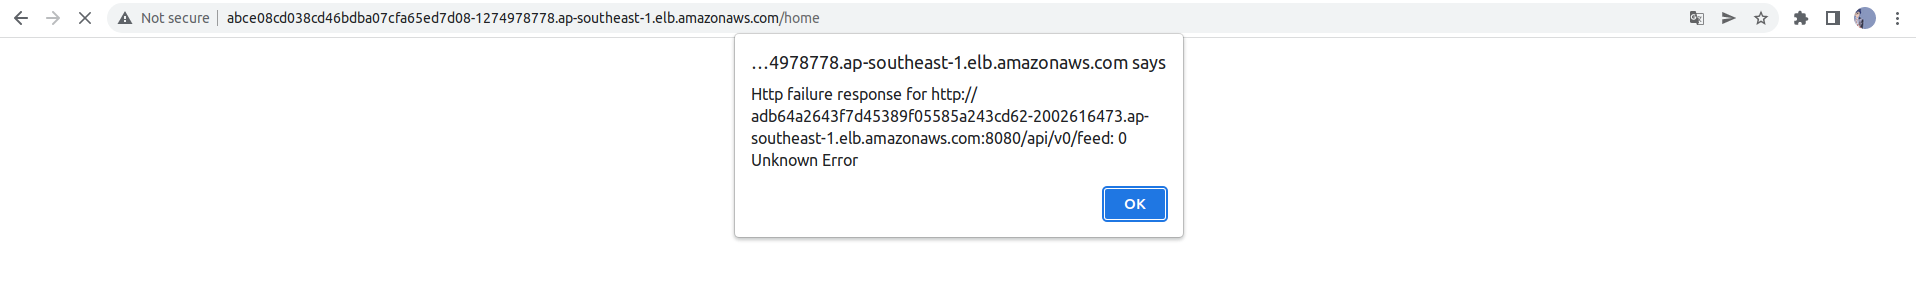 Not secure abce08cd038cd46bdba07cfa65ed7d08-1274978778.ap-southeast-1.elb.amazonaws.com/home
...4978778.ap-southeast-1.elb.amazonaws.com says
Http failure response for http://
adb64a2643f7d45389f05585a243cd62-2002616473.ap-
southeast-1.elb.amazonaws.com:8080/api/v0/feed: 0
Unknown Error
OK